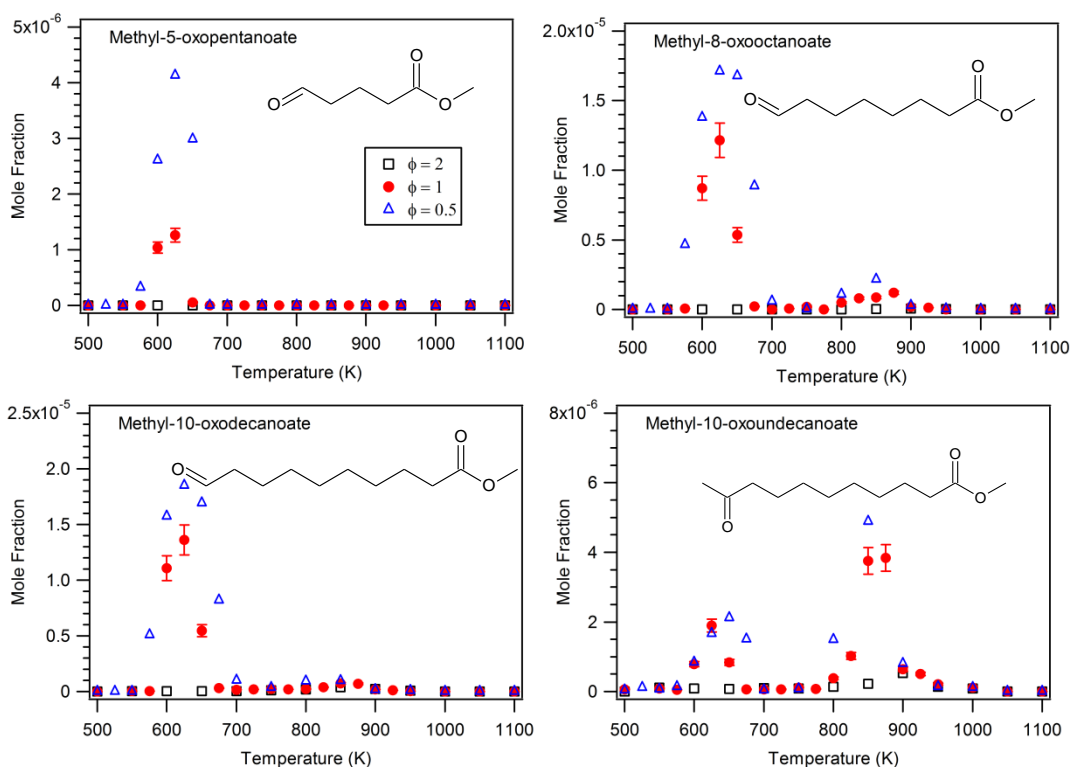 5x10⁻⁶
4
3
2
1
0
Mole Fraction
Methyl-5-oxopentanoate
O
O
O
ϕ = 2
ϕ = 1
ϕ = 0.5
500 600 700 800 900 1000 1100
Temperature (K)
2.0x10⁻⁵
1.5
1.0
0.5
0.0
Mole Fraction
Methyl-8-oxooctanoate
O
O
O
500 600 700 800 900 1000 1100
Temperature (K)
2.5x10⁻⁵
2.0
1.5
1.0
0.5
0.0
Mole Fraction
Methyl-10-oxodecanoate
O
O
O
500 600 700 800 900 1000 1100
Temperature (K)
8x10⁻⁶
6
4
2
0
Mole Fraction
Methyl-10-oxoundecanoate
O
O
O
500 600 700 800 900 1000 1100
Temperature (K)